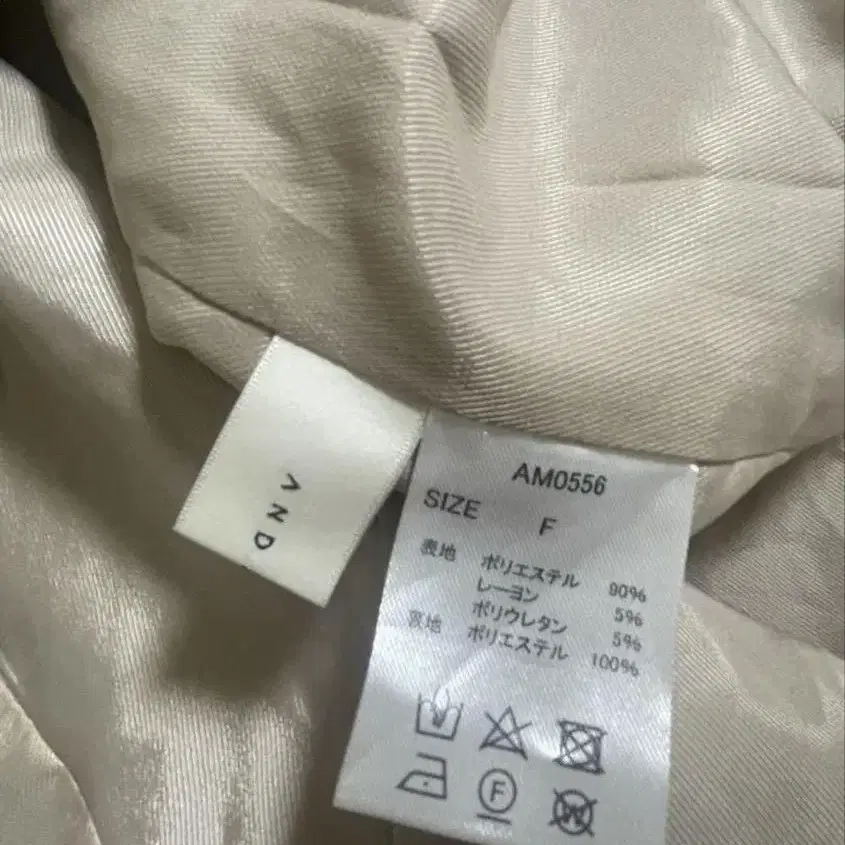 AND
AM0556
SIZE F
表地 ポリエステル 90%
レーヨン 5%
ポリウレタン 5%
裏地 ポリエステル 100%
F
W